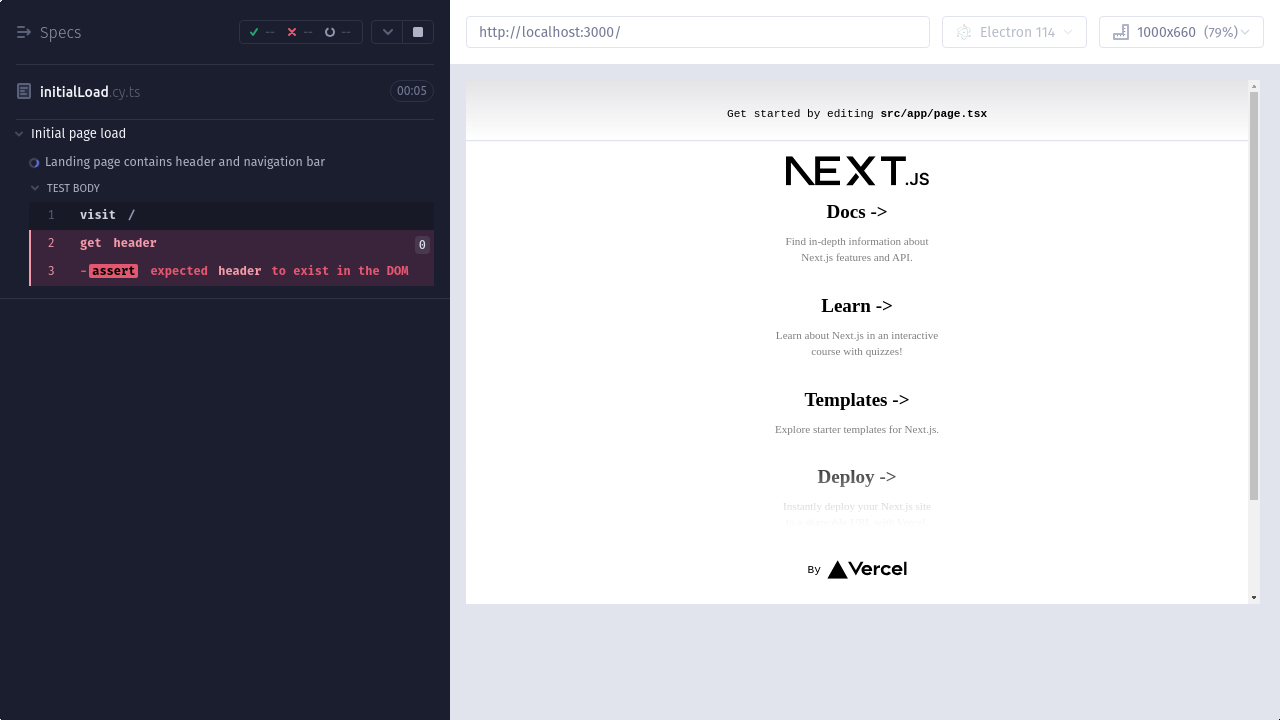 Specs
--
--
--
initialLoad.cy.ts
00:05
Initial page load
Landing page contains header and navigation bar
TEST BODY
1 visit /
2 get header 0
3 -assert expected header to exist in the DOM
http://localhost:3000/
Electron 114
1000x660 (79%)
Get started by editing src/app/page.tsx
NEXT.JS
Docs ->
Find in-depth information about
Next.js features and API.
Learn ->
Learn about Next.js in an interactive
course with quizzes!
Templates ->
Explore starter templates for Next.js.
Deploy ->
Instantly deploy your Next.js site
By Vercel